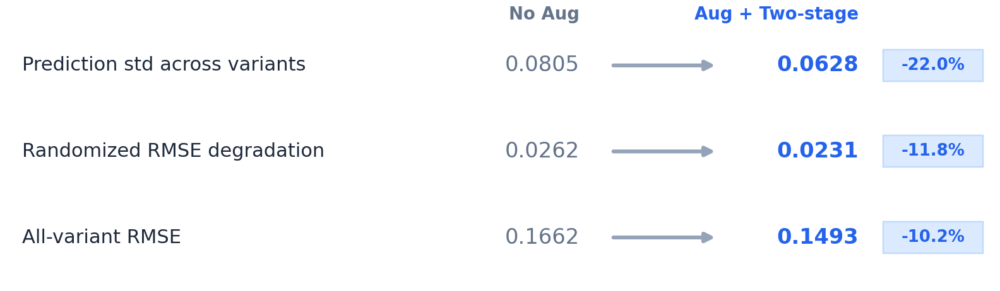 No Aug Aug + Two-stage
Prediction std across variants 0.0805 0.0628 -22.0%
Randomized RMSE degradation 0.0262 0.0231 -11.8%
All-variant RMSE 0.1662 0.1493 -10.2%